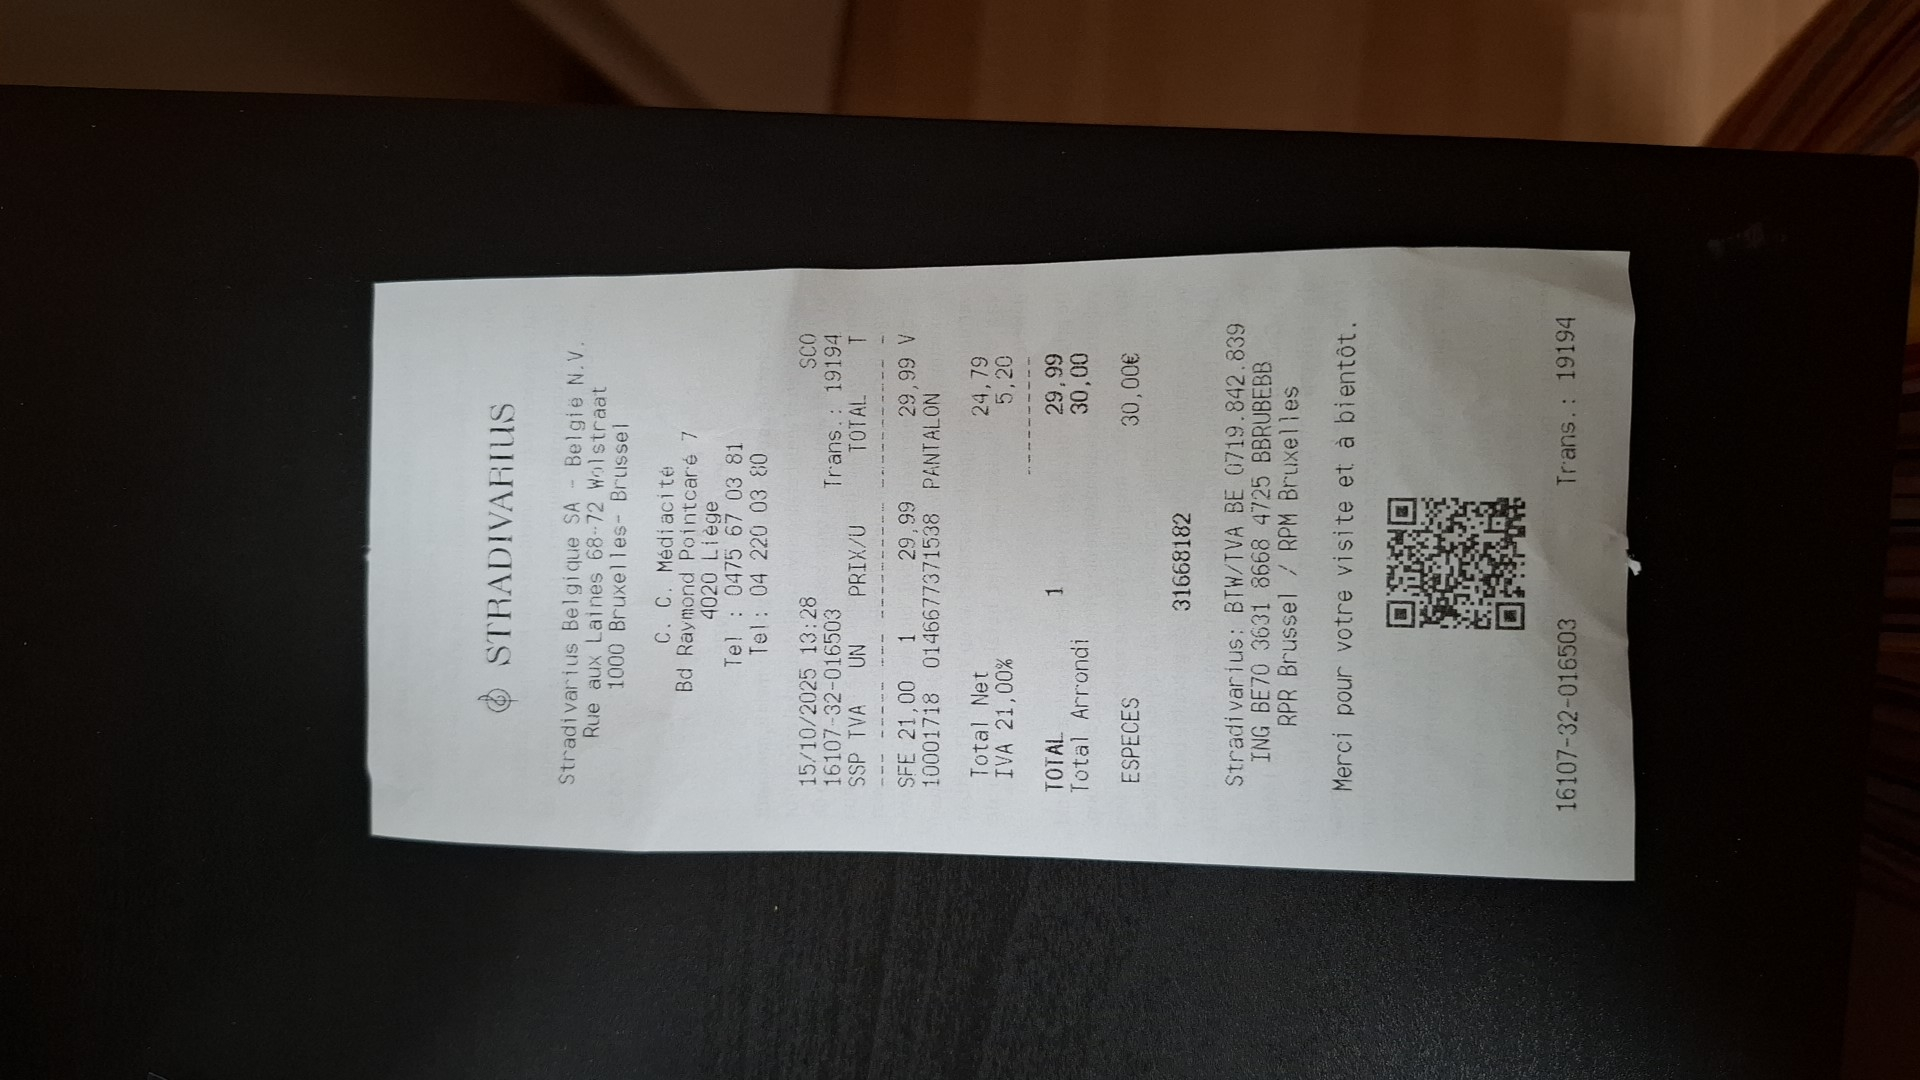 STRADIVARIUS
Stradivarius Belgique SA - België N.V.
Rue aux Laines 68-72 Wolstraat
1000 Bruxelles- Brussel
C. C. Médiacité
Bd Raymond Pointcaré 7
4020 Liège
Tel : 0475 67 03 81
Tel: 04 220 03 80
15/10/2025 13:28 SCO
16107-32-016503 Trans.: 19194
SSP TVA UN PRIX/U TOTAL T
SFE 21,00 1 29,99 29,99 V
10001718 01466773371538 PANTALON
Total Net 24,79
IVA 21,00% 5,20
TOTAL 1 29,99
Total Arrondi 30,00
ESPECES 30,00€
31668182
Stradivarius: BTW/TVA BE 0719.842.839
ING BE70 3631 8668 4725 BBRUBEBB
RPR Brussel / RPM Bruxelles
Merci pour votre visite et à bientôt.
16107-32-016503 Trans.: 19194